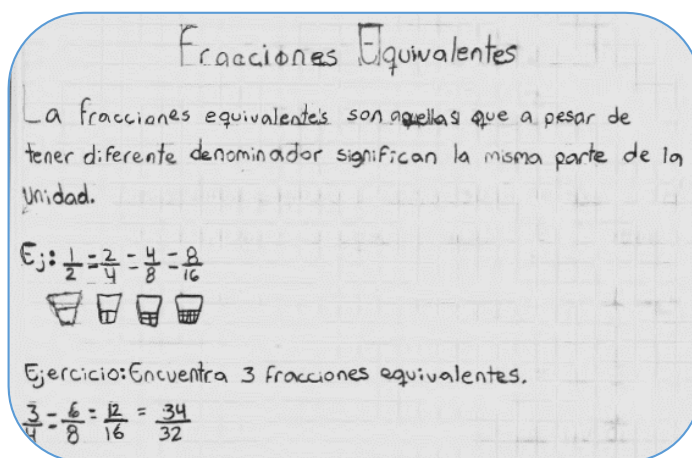 Fracciones Equivalentes
La fracciones equivalentes son aquellas que a pesar de
tener diferente denominador significan la misma parte de la
unidad.
Ej: 1/2 = 2/4 = 4/8 = 8/16
Ejercicio: Encuentra 3 fracciones equivalentes.
3/4 = 6/8 = 12/16 = 34/32